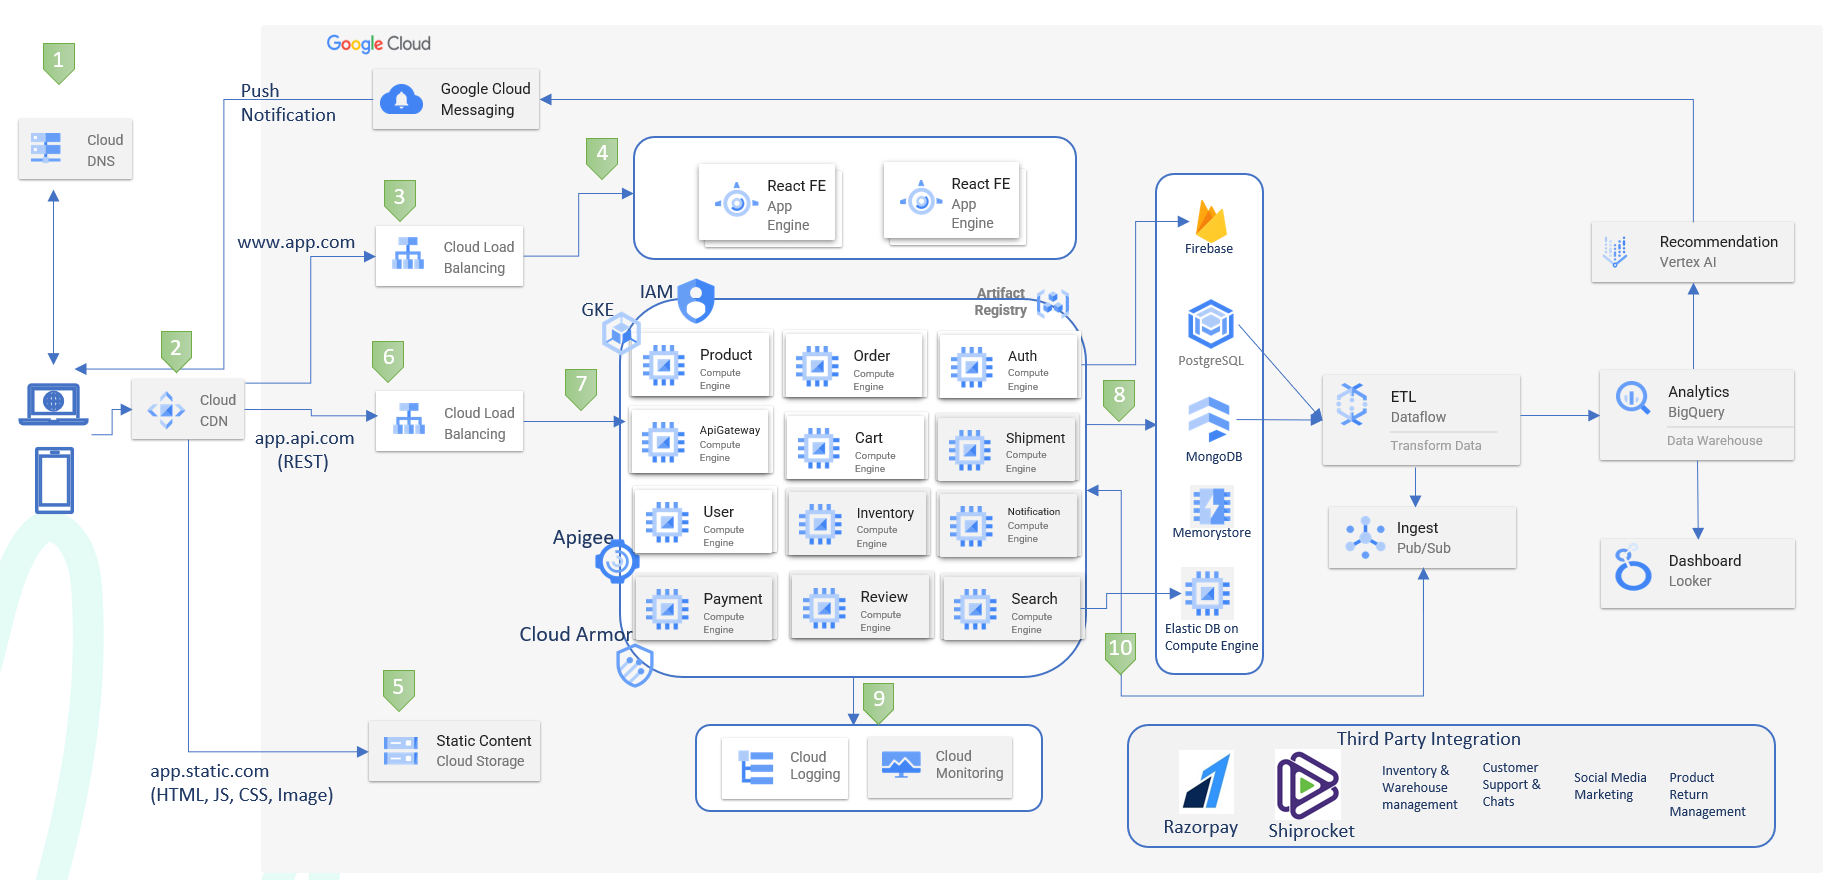 Google Cloud
1
Cloud
DNS
Push
Notification
Google Cloud
Messaging
2
Cloud
CDN
3
www.app.com
Cloud Load
Balancing
4
React FE
App
Engine
React FE
App
Engine
6
app.api.com
(REST)
Cloud Load
Balancing
5
app.static.com
(HTML, JS, CSS, Image)
Static Content
Cloud Storage
7
IAM
GKE
Artifact
Registry
Product
Compute
Engine
Order
Compute
Engine
Auth
Compute
Engine
ApiGateway
Compute
Engine
Cart
Compute
Engine
Shipment
Compute
Engine
User
Compute
Engine
Inventory
Compute
Engine
Notification
Compute
Engine
Apigee
Payment
Compute
Engine
Review
Compute
Engine
Search
Compute
Engine
Cloud Armor
8
Firebase
PostgreSQL
MongoDB
Memorystore
Elastic DB on
Compute Engine
9
Cloud
Logging
Cloud
Monitoring
10
ETL
Dataflow
Transform Data
Ingest
Pub/Sub
Recommendation
Vertex AI
Analytics
BigQuery
Data Warehouse
Dashboard
Looker
Third Party Integration
Razorpay
Shiprocket
Inventory &
Warehouse
management
Customer
Support &
Chats
Social Media
Marketing
Product
Return
Management